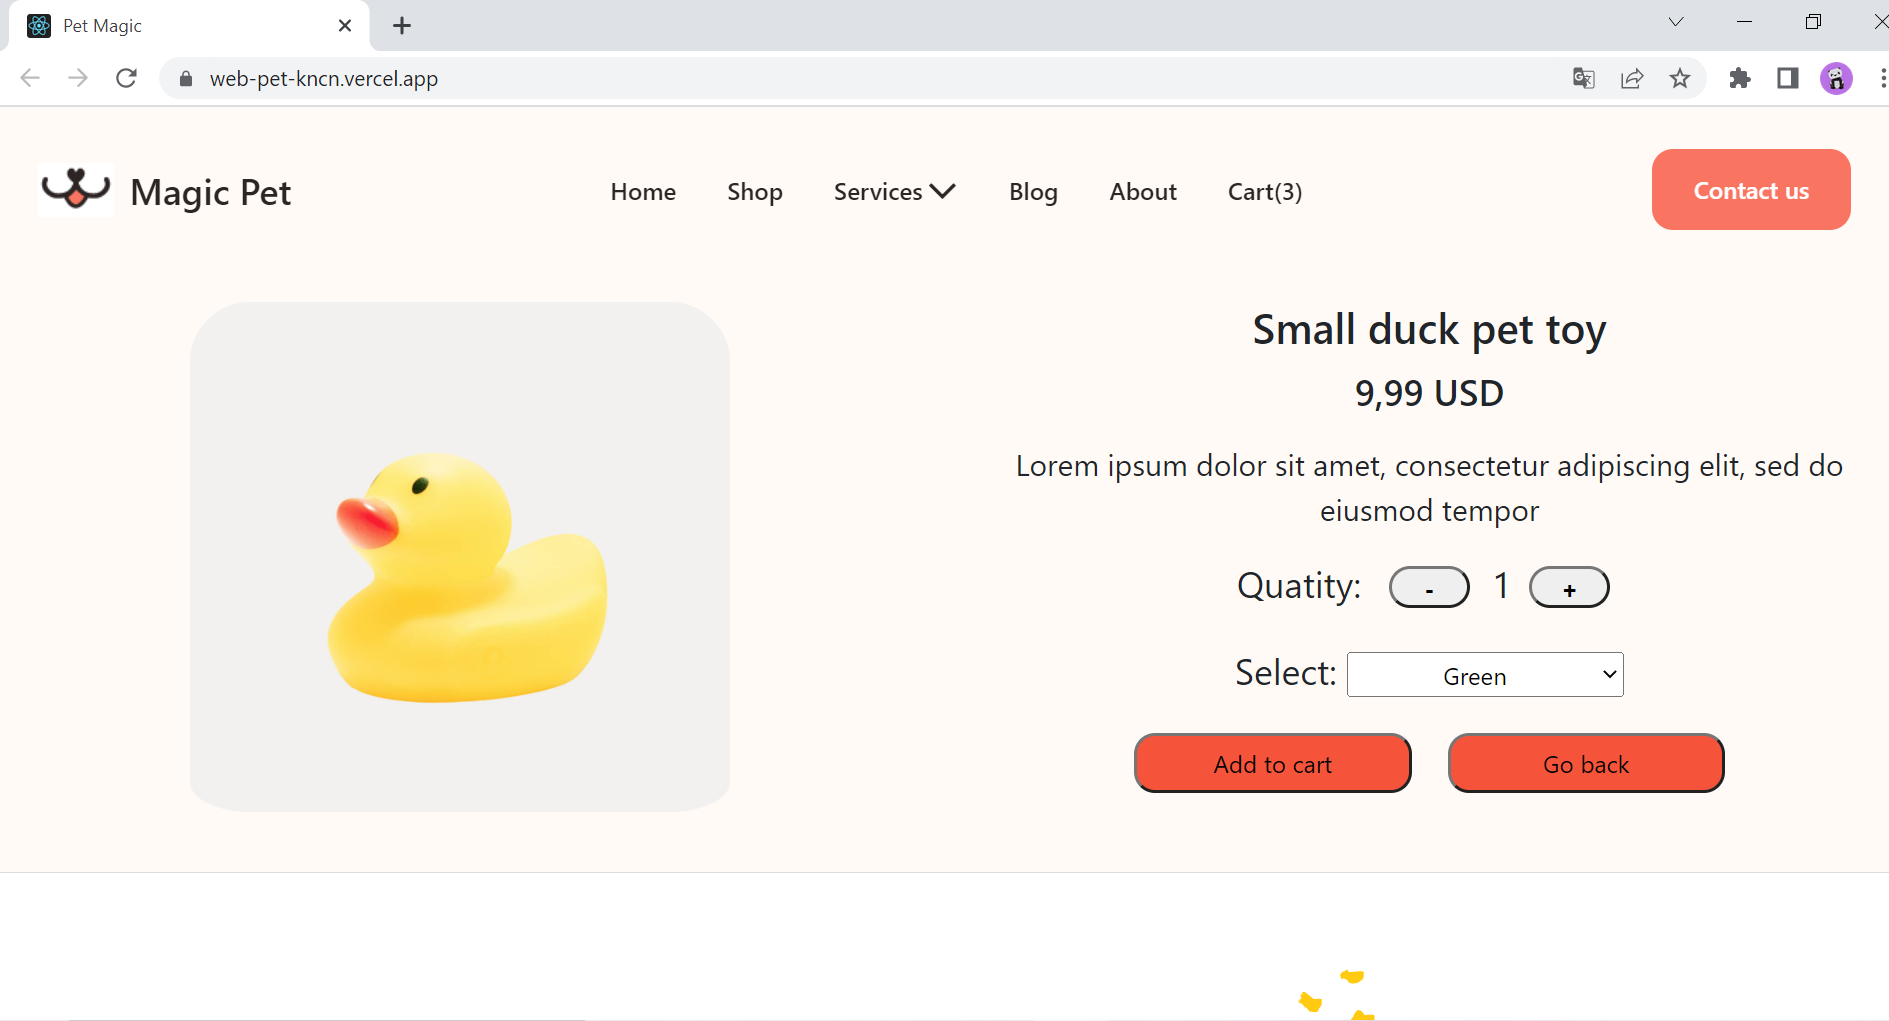 Pet Magic
web-pet-kncn.vercel.app
Magic Pet
Home Shop Services Blog About Cart(3)
Contact us
Small duck pet toy
9,99 USD
Lorem ipsum dolor sit amet, consectetur adipiscing elit, sed do
eiusmod tempor
Quatity: - 1 +
Select: Green
Add to cart Go back